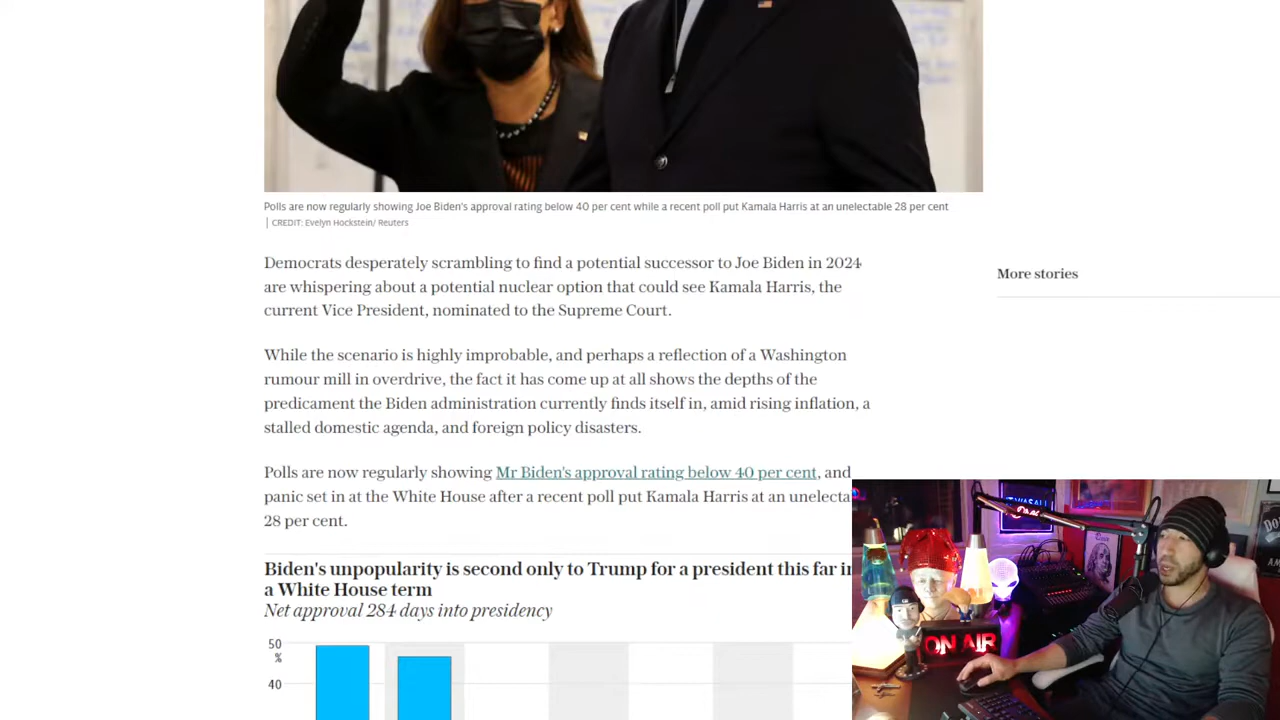 Polls are now regularly showing Joe Biden's approval rating below 40 per cent while a recent poll put Kamala Harris at an unelectable 28 per cent
| CREDIT: Evelyn Hockstein/ Reuters
Democrats desperately scrambling to find a potential successor to Joe Biden in 2024
are whispering about a potential nuclear option that could see Kamala Harris, the
current Vice President, nominated to the Supreme Court.
More stories
While the scenario is highly improbable, and perhaps a reflection of a Washington
rumour mill in overdrive, the fact it has come up at all shows the depths of the
predicament the Biden administration currently finds itself in, amid rising inflation, a
stalled domestic agenda, and foreign policy disasters.
Polls are now regularly showing Mr Biden's approval rating below 40 per cent, and
panic set in at the White House after a recent poll put Kamala Harris at an unelecta
28 per cent.
Biden's unpopularity is second only to Trump for a president this far in
a White House term
Net approval 284 days into presidency
50
%
40
ON AIR